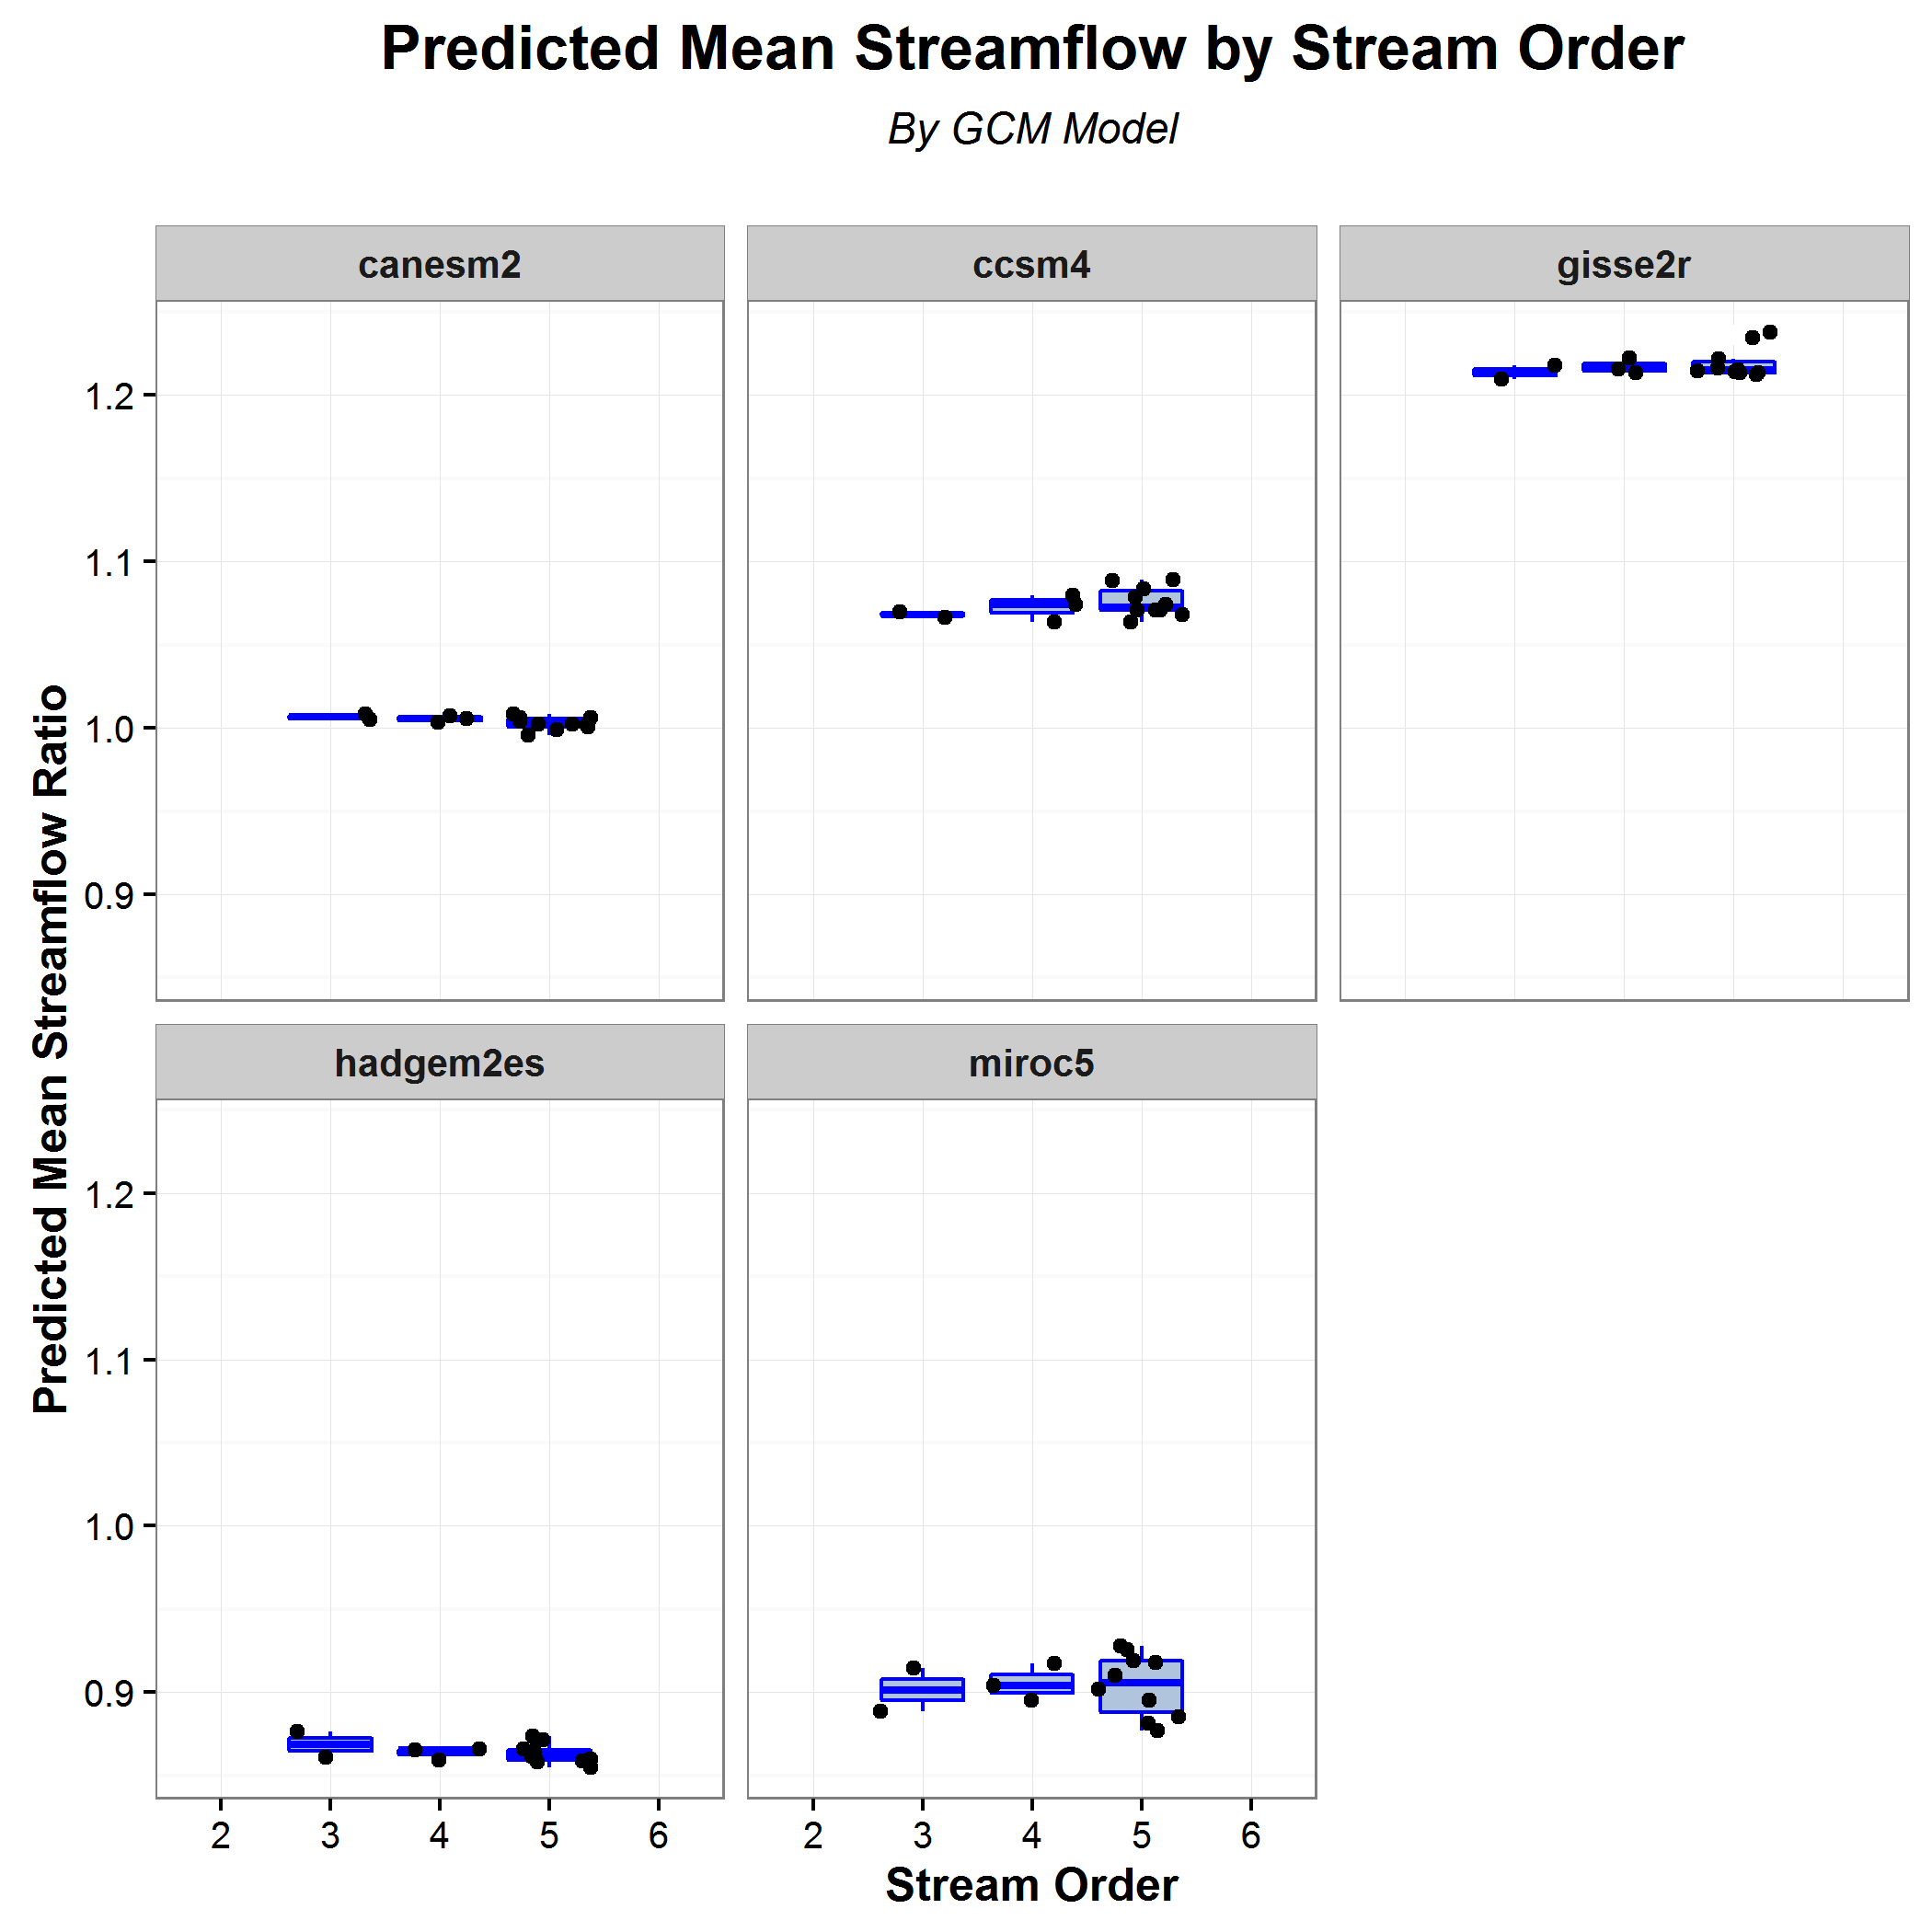 Predicted Mean Streamflow by Stream Order
By GCM Model
canesm2
ccsm4
gisse2r
1.2
1.1
1.0
0.9
Predicted Mean Streamflow Ratio
hadgem2es
miroc5
1.2
1.1
1.0
0.9
2 3 4 5 6
2 3 4 5 6
Stream Order